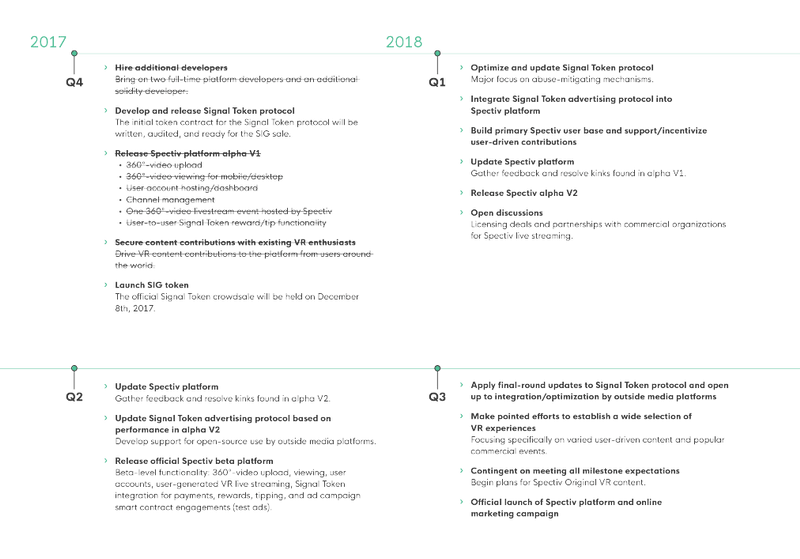 2017
Q4
Hire additional developers
Bring on two full-time platform developers and an additional
solidity developer.
Develop and release Signal Token protocol
The initial token contract for the Signal Token protocol will be
written, audited, and ready for the SIG sale.
Release Spectiv platform alpha V1
• 360°-video upload
• 360°-video viewing for mobile/desktop
• User account hosting/dashboard
• Channel management
• One 360°-video livestream event hosted by Spectiv
• User-to-user Signal Token reward/tip functionality
Secure content contributions with existing VR enthusiasts
Drive VR content contributions to the platform from users around
the world.
Launch SIG token
The official Signal Token crowdsale will be held on December
8th, 2017.
2018
Q1
Optimize and update Signal Token protocol
Major focus on abuse-mitigating mechanisms.
Integrate Signal Token advertising protocol into
Spectiv platform
Build primary Spectiv user base and support/incentivize
user-driven contributions
Update Spectiv platform
Gather feedback and resolve kinks found in alpha V1.
Release Spectiv alpha V2
Open discussions
Licensing deals and partnerships with commercial organizations
for Spectiv live streaming.
Q2
Update Spectiv platform
Gather feedback and resolve kinks found in alpha V2.
Update Signal Token advertising protocol based on
performance in alpha V2
Develop support for open-source use by outside media platforms.
Release official Spectiv beta platform
Beta-level functionality: 360°-video upload, viewing, user
accounts, user-generated VR live streaming, Signal Token
integration for payments, rewards, tipping, and ad campaign
smart contract engagements (test ads).
Q3
Apply final-round updates to Signal Token protocol and open
up to integration/optimization by outside media platforms
Make pointed efforts to establish a wide selection of
VR experiences
Focusing specifically on varied user-driven content and popular
commercial events.
Contingent on meeting all milestone expectations
Begin plans for Spectiv Original VR content.
Official launch of Spectiv platform and online
marketing campaign